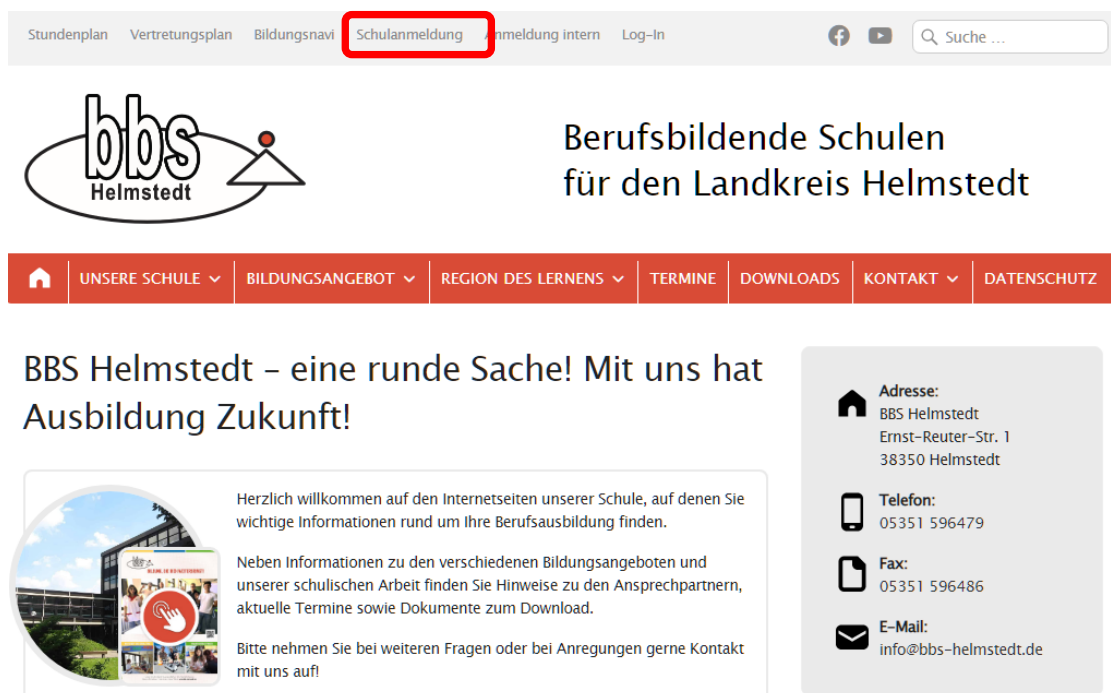 Stundenplan Vertretungsplan Bildungsnavi Schulanmeldung Anmeldung intern Log-In Suche ...
bbs
Helmstedt
Berufsbildende Schulen
für den Landkreis Helmstedt
UNSERE SCHULE BILDUNGSANGEBOT REGION DES LERNENS TERMINE DOWNLOADS KONTAKT DATENSCHUTZ
BBS Helmstedt – eine runde Sache! Mit uns hat
Ausbildung Zukunft!
Herzlich willkommen auf den Internetseiten unserer Schule, auf denen Sie
wichtige Informationen rund um Ihre Berufsausbildung finden.
Neben Informationen zu den verschiedenen Bildungsangeboten und
unserer schulischen Arbeit finden Sie Hinweise zu den Ansprechpartnern,
aktuelle Termine sowie Dokumente zum Download.
Bitte nehmen Sie bei weiteren Fragen oder bei Anregungen gerne Kontakt
mit uns auf!
Adresse:
BBS Helmstedt
Ernst-Reuter-Str. 1
38350 Helmstedt
Telefon:
05351 596479
Fax:
05351 596486
E-Mail:
info@bbs-helmstedt.de